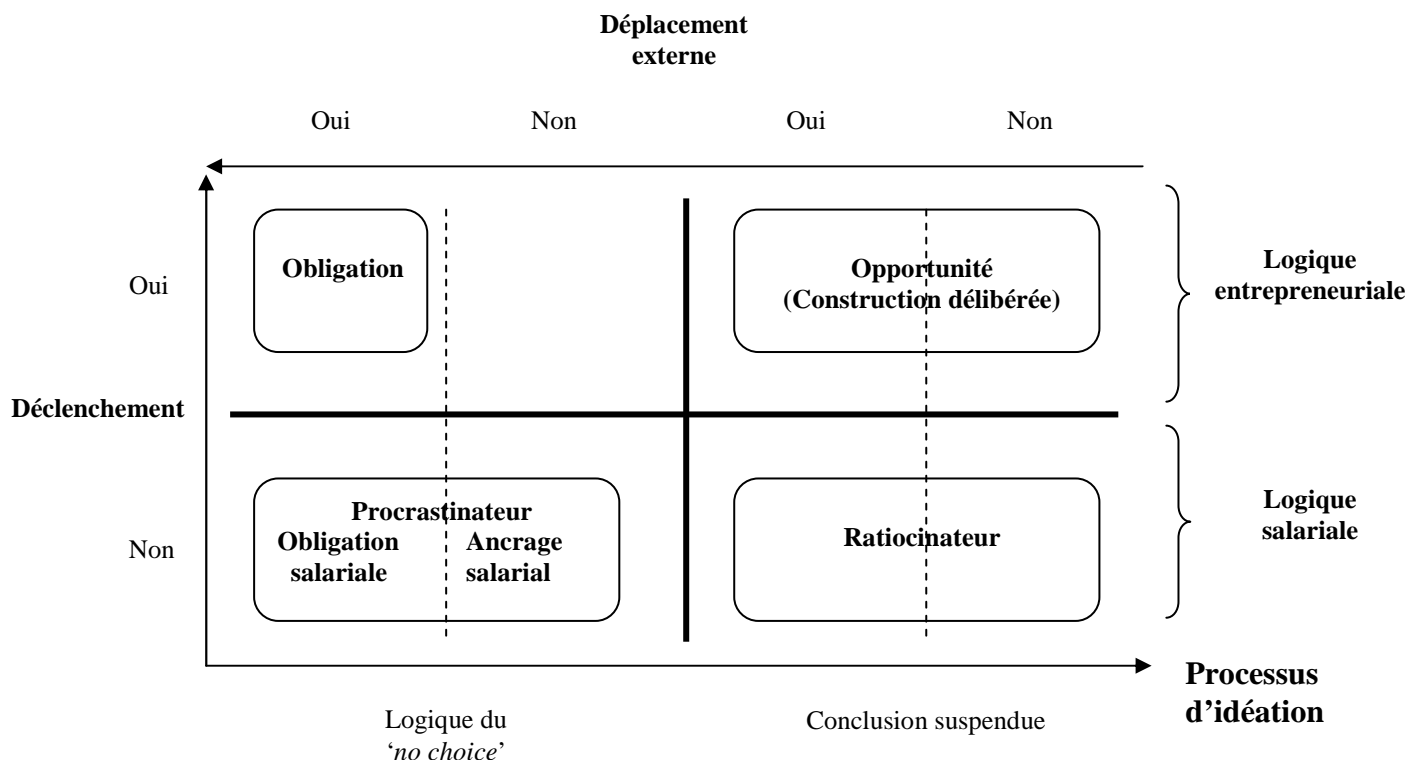 Déplacement
externe
Oui
Non
Oui
Non
Obligation
Opportunité
(Construction délibérée)
Oui
Logique
entrepreneuriale
Déclenchement
Procrastinateur
Obligation
salariale
Ancrage
salarial
Ratiocinateur
Non
Logique
salariale
Processus
d’idéation
Logique du
‘no choice’
Conclusion suspendue